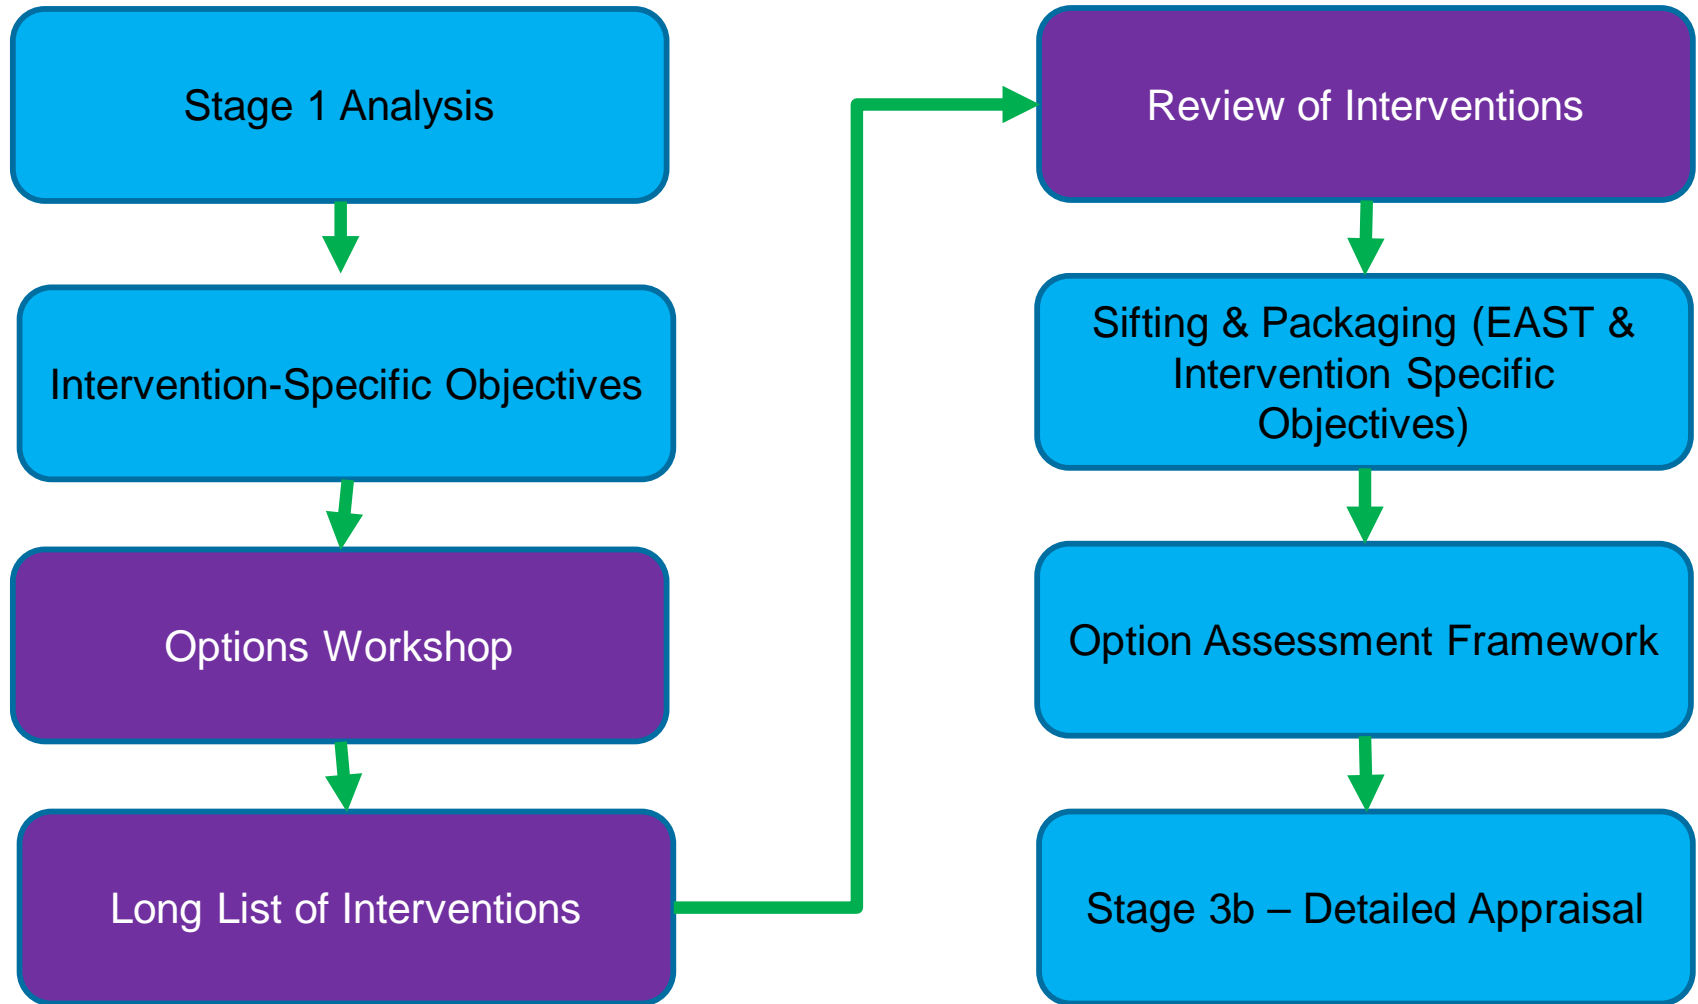 Stage 1 Analysis
Intervention-Specific Objectives
Options Workshop
Long List of Interventions
Review of Interventions
Sifting & Packaging (EAST &
Intervention Specific
Objectives)
Option Assessment Framework
Stage 3b – Detailed Appraisal